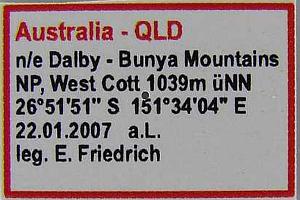 Australia - QLD
n/e Dalby - Bunya Mountains
NP, West Cott 1039m üNN
26°51'51" S  151°34'04" E
22.01.2007   a.L.
leg. E. Friedrich